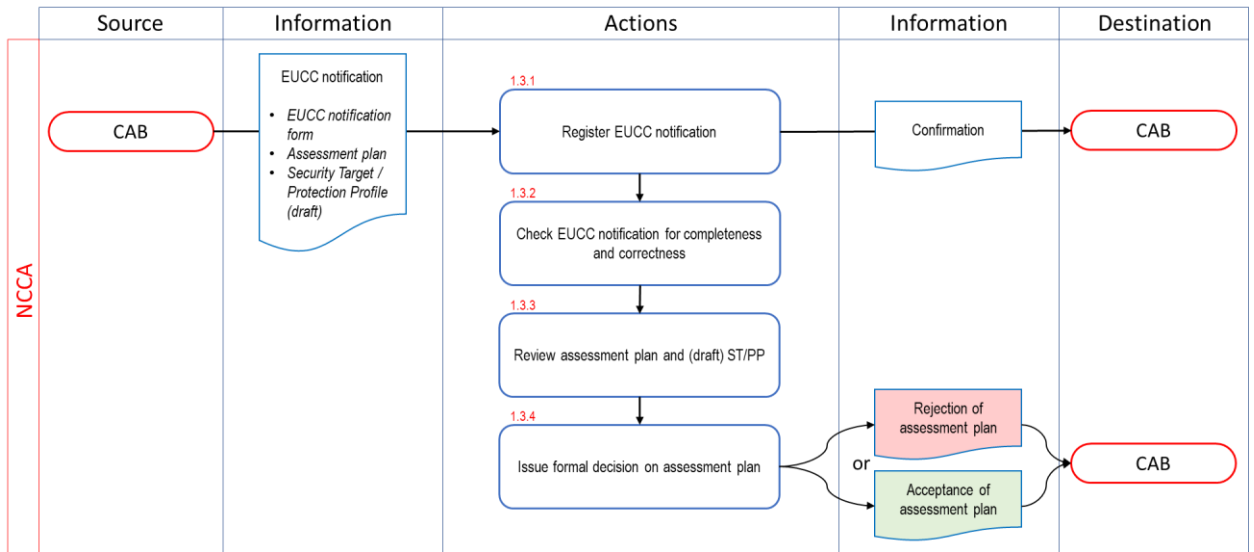 Source
Information
Actions
Information
Destination
NCCA
CAB
EUCC notification
• EUCC notification
form
• Assessment plan
• Security Target /
Protection Profile
(draft)
1.3.1
Register EUCC notification
Confirmation
CAB
1.3.2
Check EUCC notification for completeness
and correctness
1.3.3
Review assessment plan and (draft) ST/PP
1.3.4
Issue formal decision on assessment plan
Rejection of
assessment plan
or
Acceptance of
assessment plan
CAB